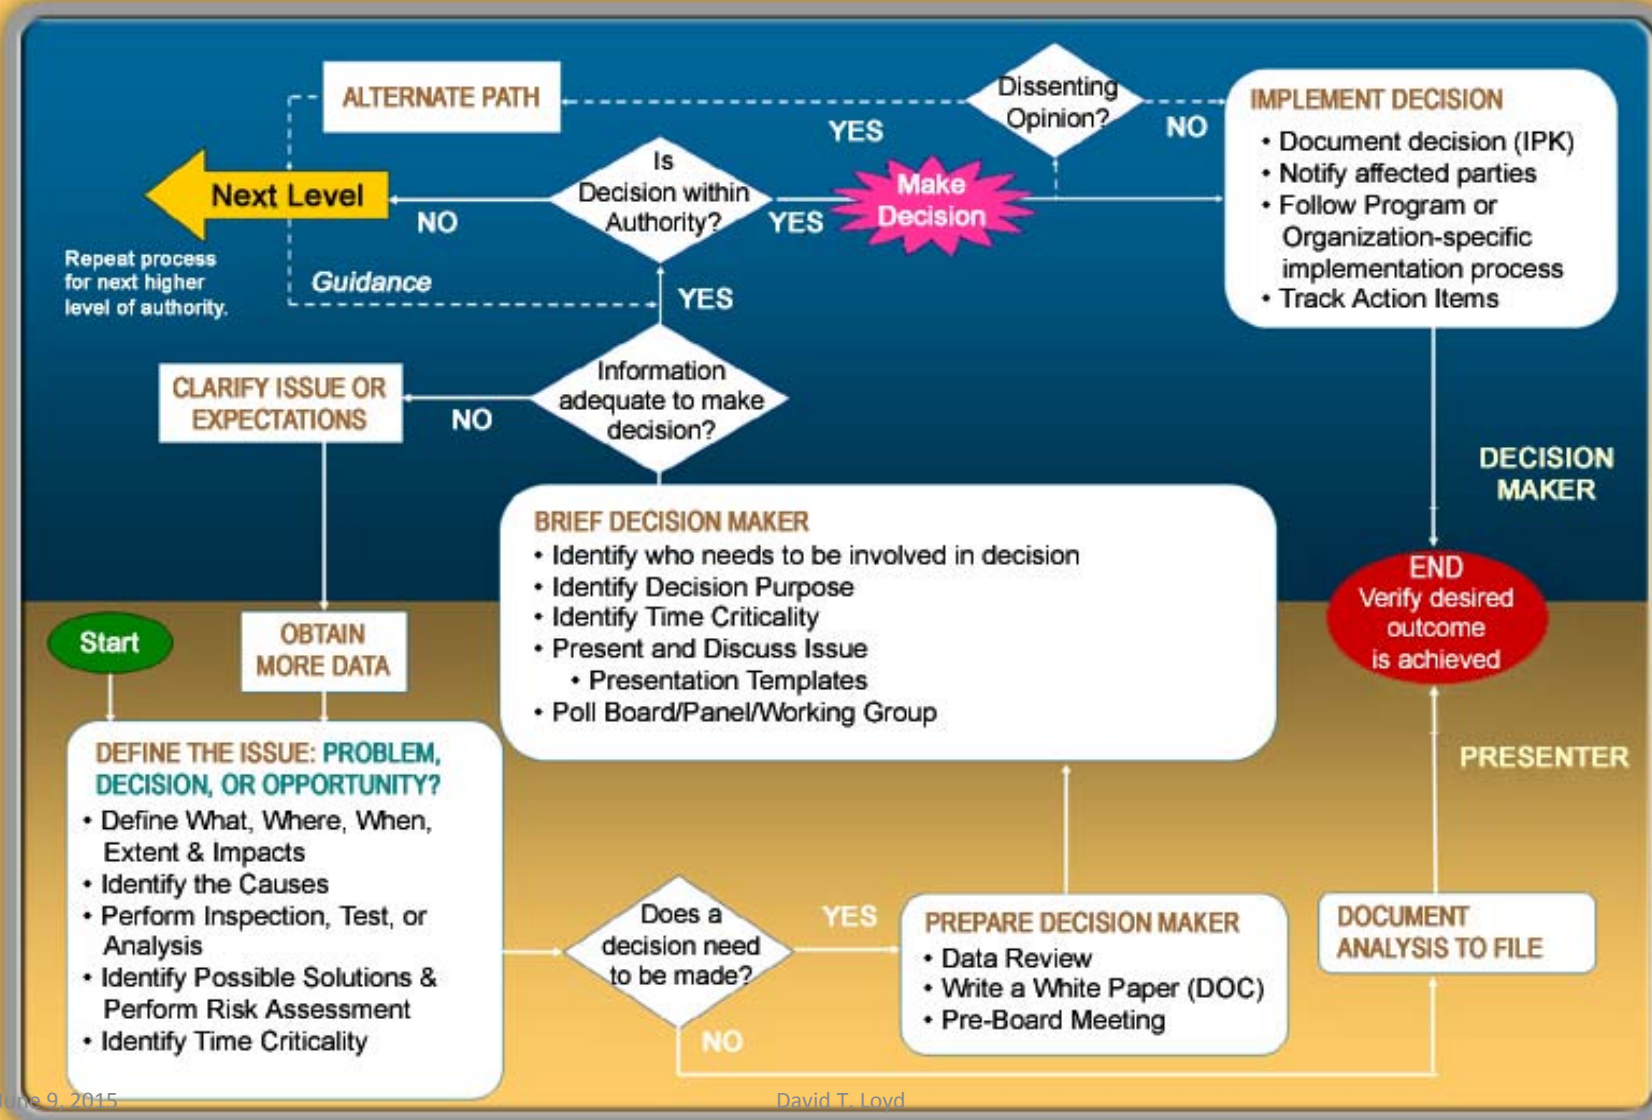 Dissenting
Opinion?
ALTERNATE PATH
YES
NO
IMPLEMENT DECISION
• Document decision (IPK)
• Notify affected parties
• Follow Program or
Organization-specific
implementation process
• Track Action Items
Next Level
NO
Is
Decision within
Authority?
YES
Make
Decision
Repeat process
for next higher
level of authority.
Guidance
YES
CLARIFY ISSUE OR
EXPECTATIONS
NO
Information
adequate to make
decision?
DECISION
MAKER
BRIEF DECISION MAKER
• Identify who needs to be involved in decision
• Identify Decision Purpose
• Identify Time Criticality
• Present and Discuss Issue
• Presentation Templates
• Poll Board/Panel/Working Group
END
Verify desired
outcome
is achieved
Start
OBTAIN
MORE DATA
PRESENTER
DEFINE THE ISSUE: PROBLEM,
DECISION, OR OPPORTUNITY?
• Define What, Where, When,
Extent & Impacts
• Identify the Causes
• Perform Inspection, Test, or
Analysis
• Identify Possible Solutions &
Perform Risk Assessment
• Identify Time Criticality
Does a
decision need
to be made?
YES
NO
PREPARE DECISION MAKER
• Data Review
• Write a White Paper (DOC)
• Pre-Board Meeting
DOCUMENT
ANALYSIS TO FILE
June 9, 2015
David T. Loyd